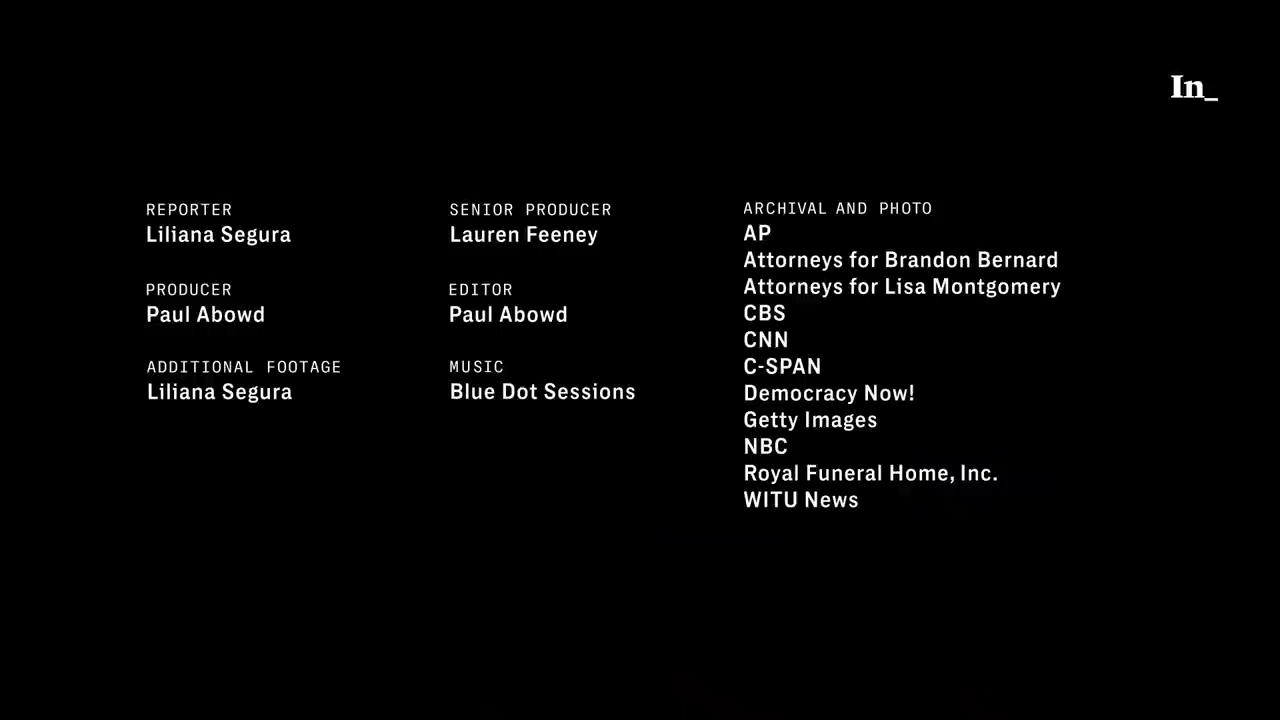 In_
REPORTER
Liliana Segura
PRODUCER
Paul Abowd
ADDITIONAL FOOTAGE
Liliana Segura
SENIOR PRODUCER
Lauren Feeney
EDITOR
Paul Abowd
MUSIC
Blue Dot Sessions
ARCHIVAL AND PHOTO
AP
Attorneys for Brandon Bernard
Attorneys for Lisa Montgomery
CBS
CNN
C-SPAN
Democracy Now!
Getty Images
NBC
Royal Funeral Home, Inc.
WITU News